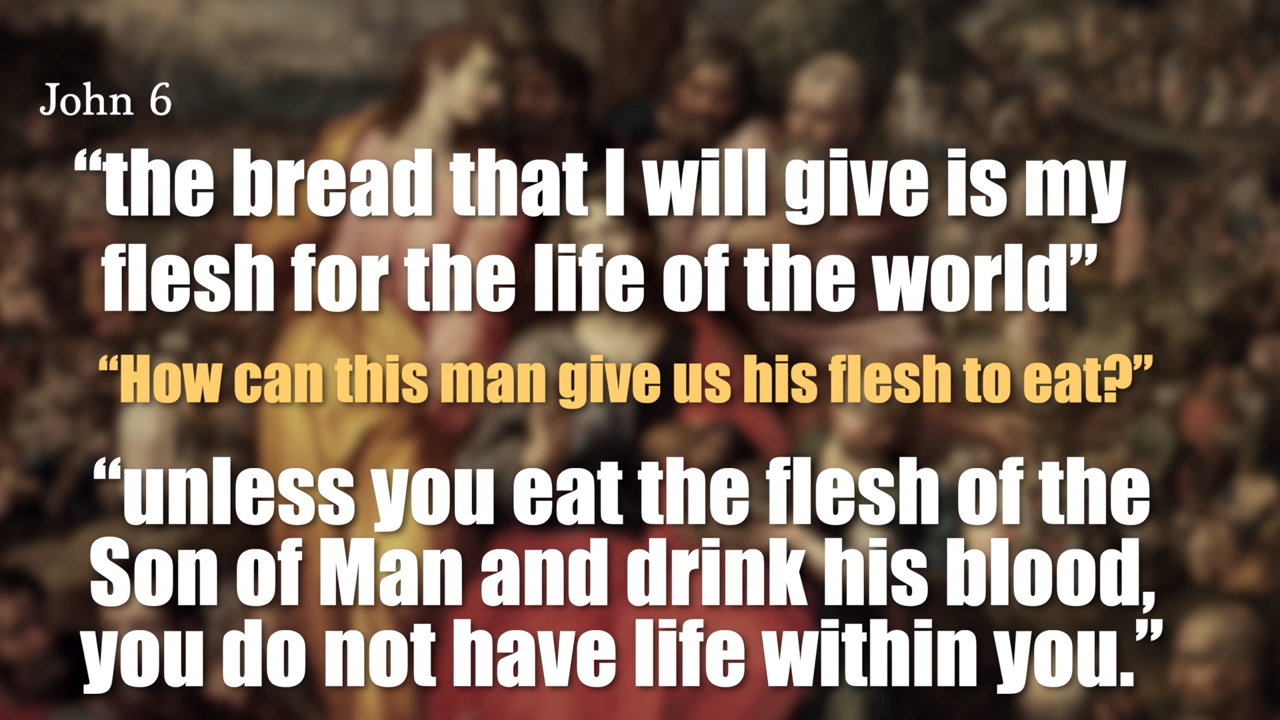 John 6
“the bread that I will give is my
flesh for the life of the world”
“How can this man give us his flesh to eat?”
“unless you eat the flesh of the
Son of Man and drink his blood,
you do not have life within you.”